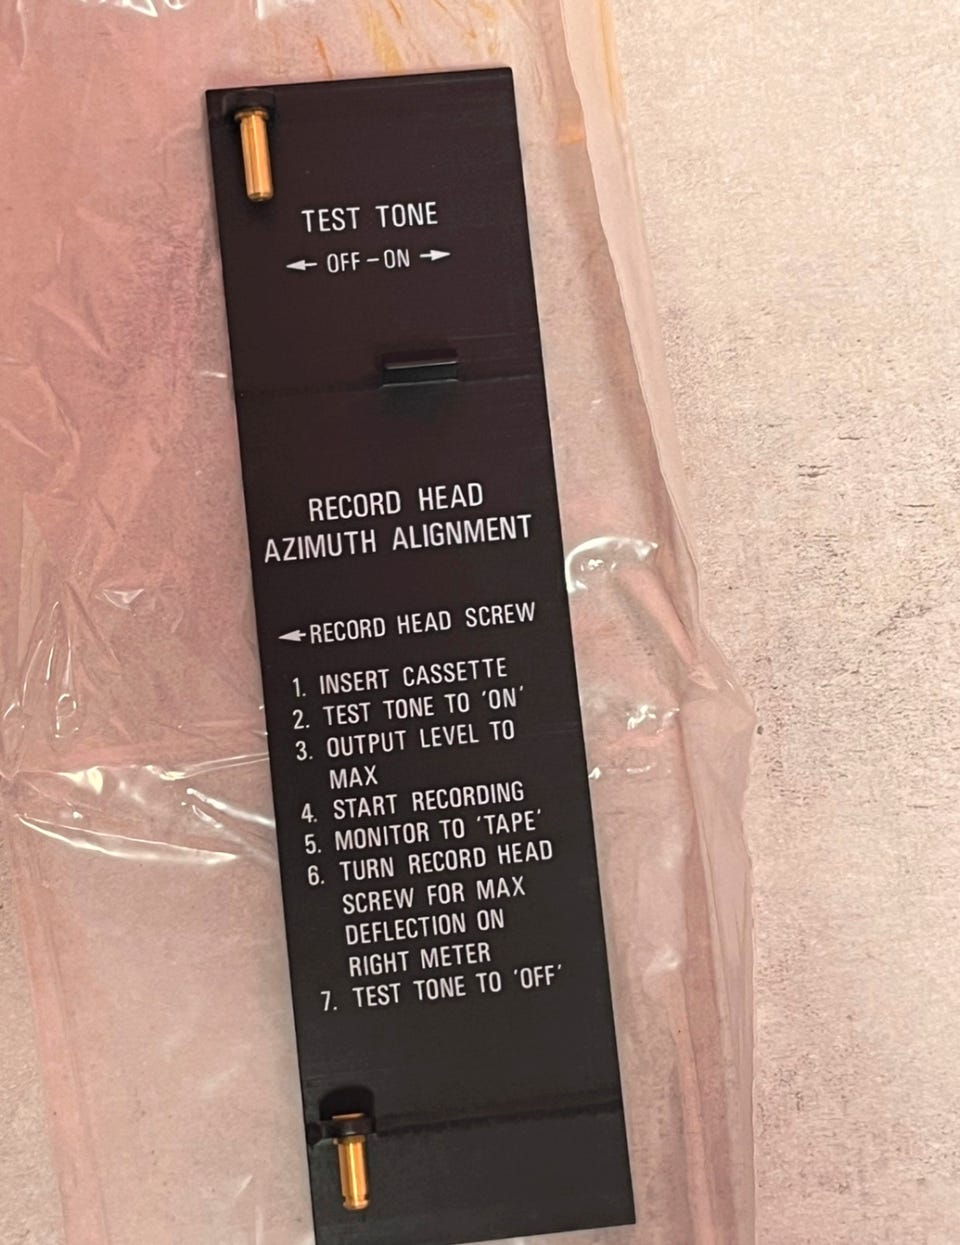 TEST TONE
← OFF – ON →
RECORD HEAD
AZIMUTH ALIGNMENT
← RECORD HEAD SCREW
1. INSERT CASSETTE
2. TEST TONE TO 'ON'
3. OUTPUT LEVEL TO
MAX
4. START RECORDING
5. MONITOR TO 'TAPE'
6. TURN RECORD HEAD
SCREW FOR MAX
DEFLECTION ON
RIGHT METER
7. TEST TONE TO 'OFF'